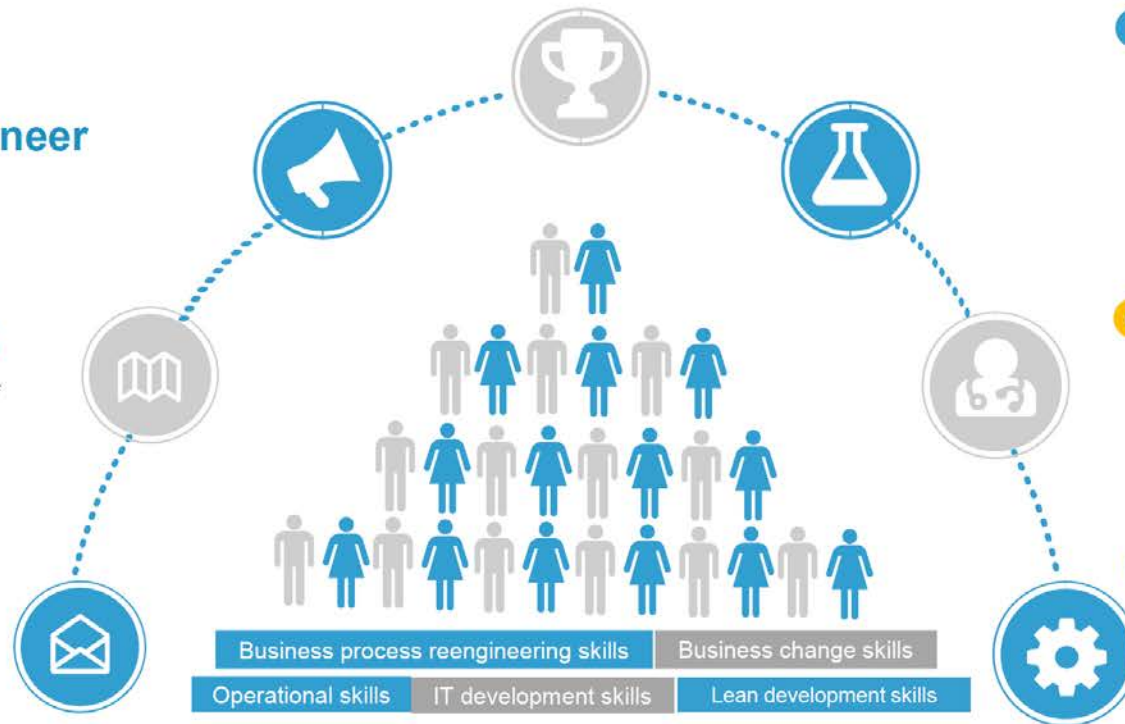 neer
Business process reengineering skills
Business change skills
Operational skills
IT development skills
Lean development skills